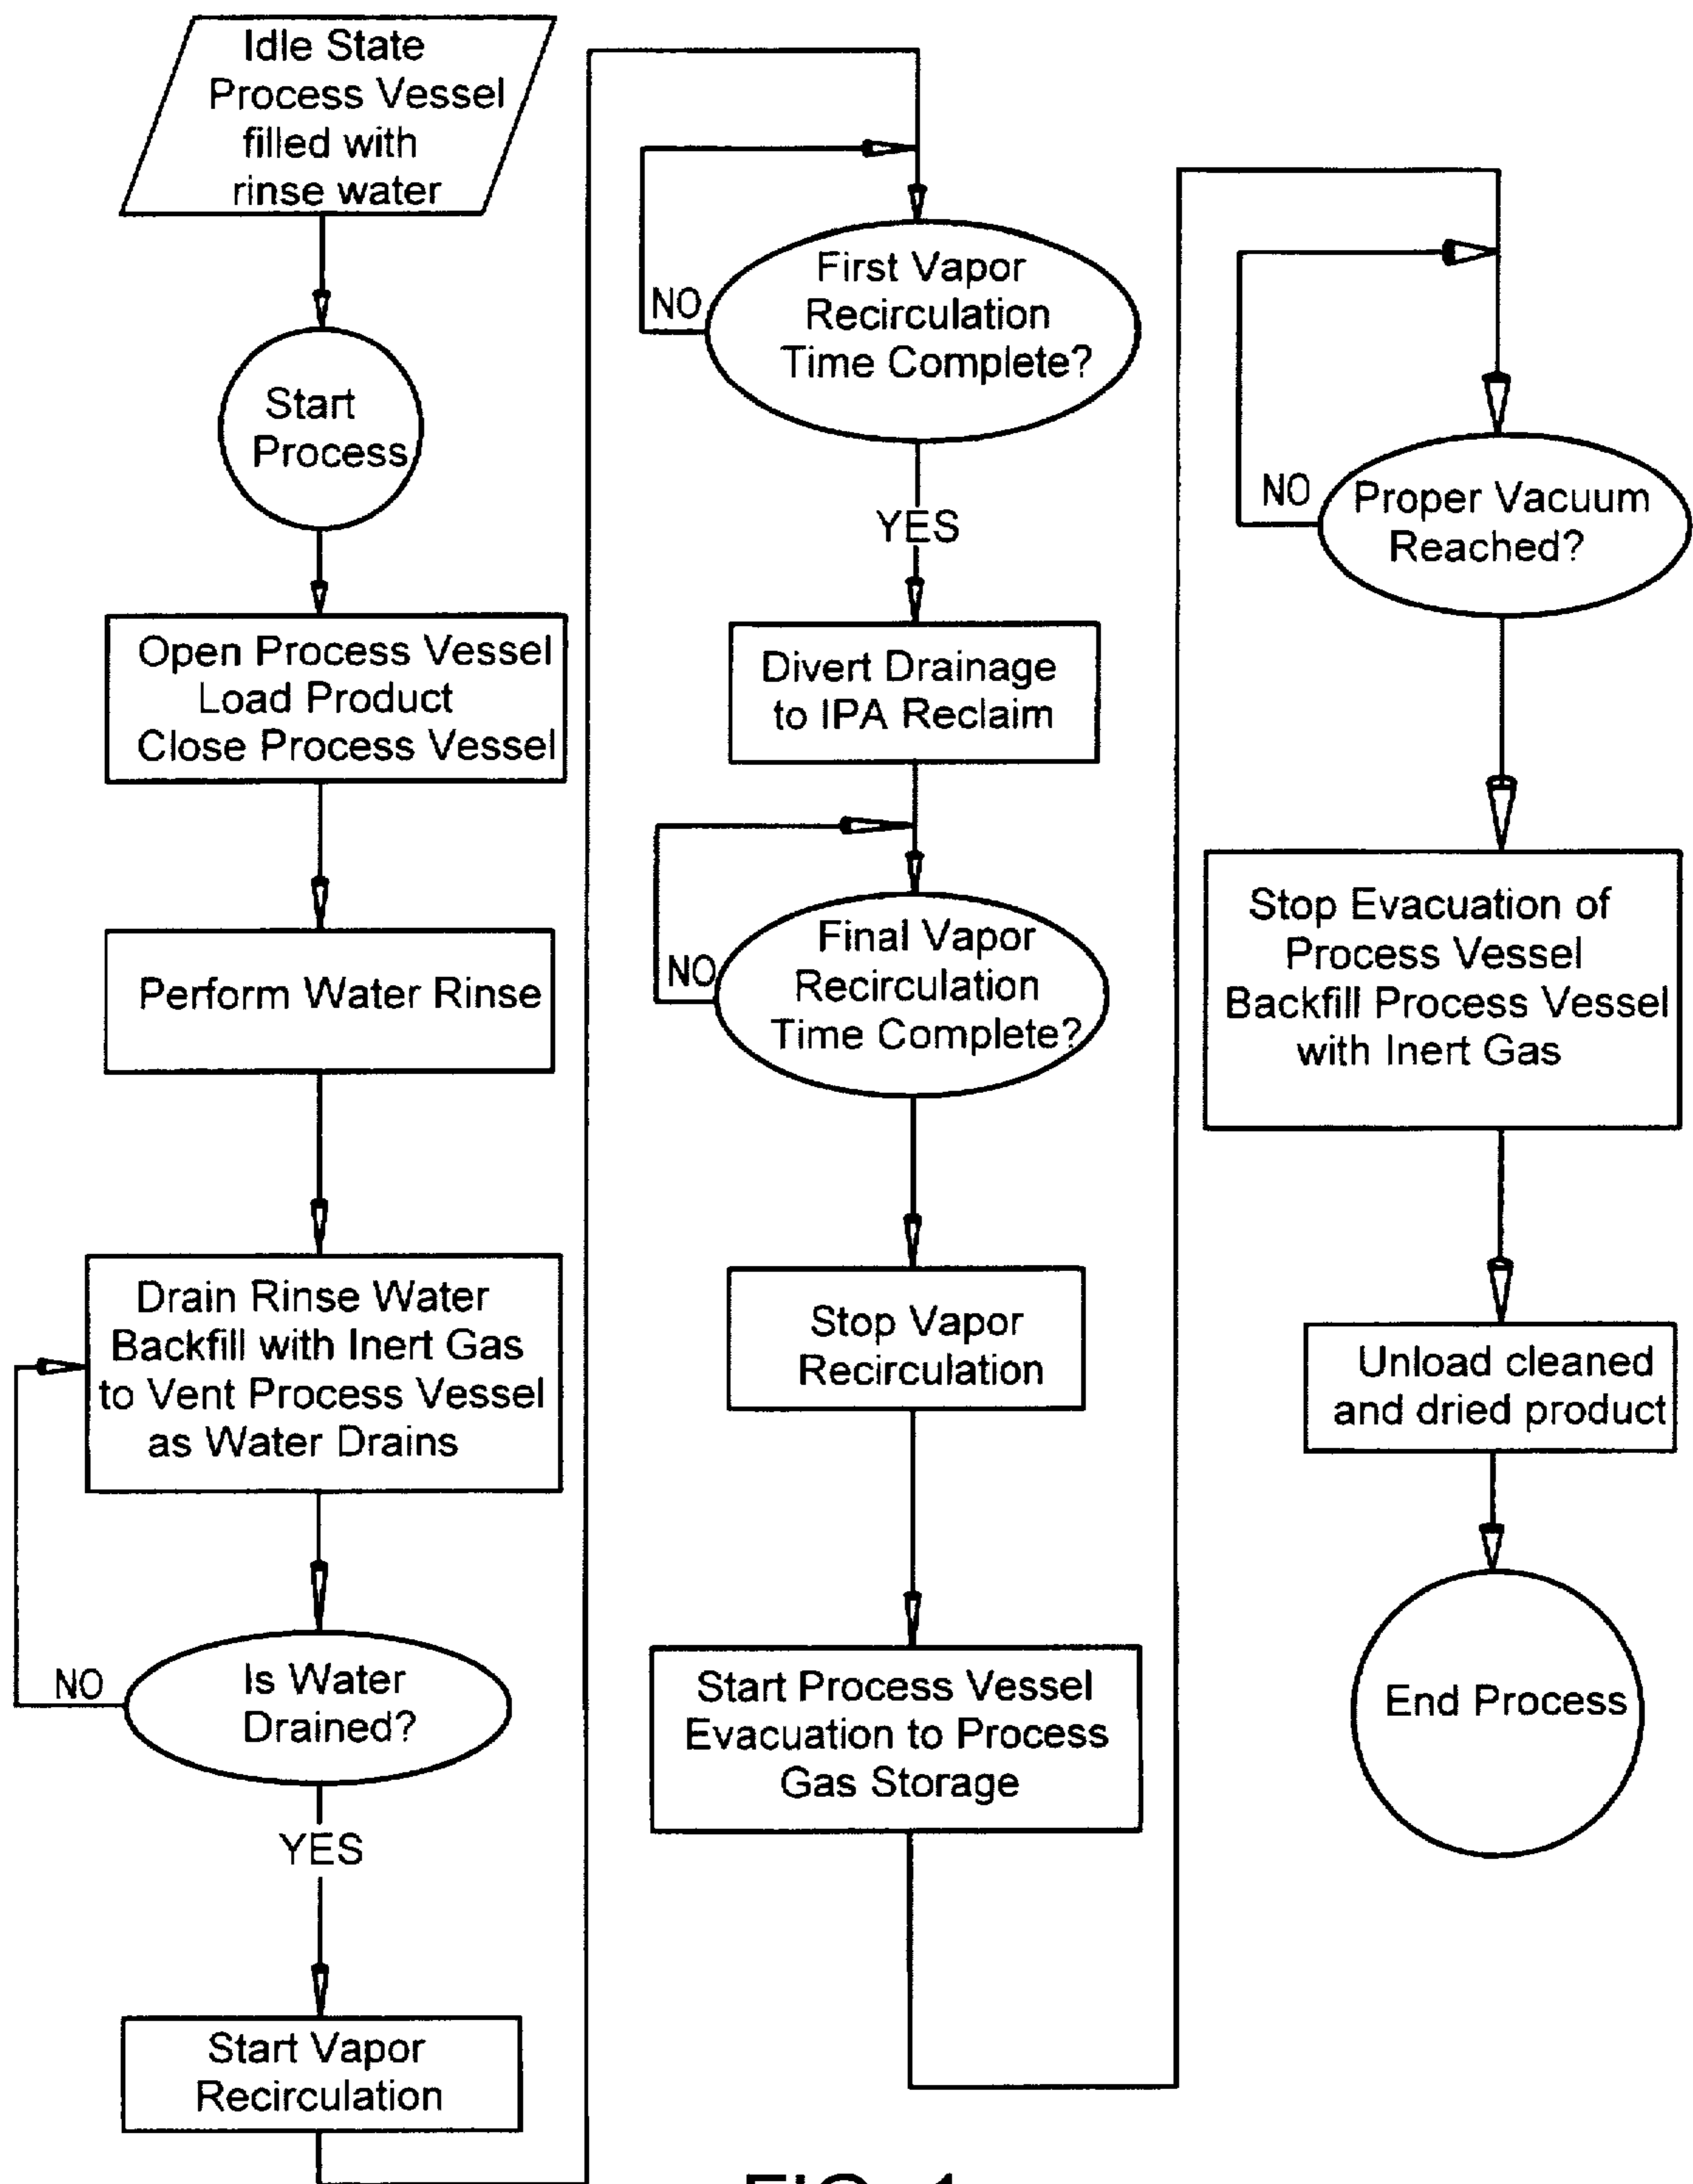 Idle State
Process Vessel
filled with
rinse water
Start
Process
Open Process Vessel
Load Product
Close Process Vessel
Perform Water Rinse
Drain Rinse Water
Backfill with Inert Gas
to Vent Process Vessel
as Water Drains
NO
Is Water
Drained?
YES
Start Vapor
Recirculation
First Vapor
Recirulation
Time Complete?
NO
YES
Divert Drainage
to IPA Reclaim
Final Vapor
Recirculation
Time Complete?
NO
Stop Vapor
Recirculation
Start Process Vessel
Evacuation to Process
Gas Storage
NO
Proper Vacuum
Reached?
Stop Evacuation of
Process Vessel
Backfill Process Vessel
with Inert Gas
Unload cleaned
and dried product
End Process
FIG. 1